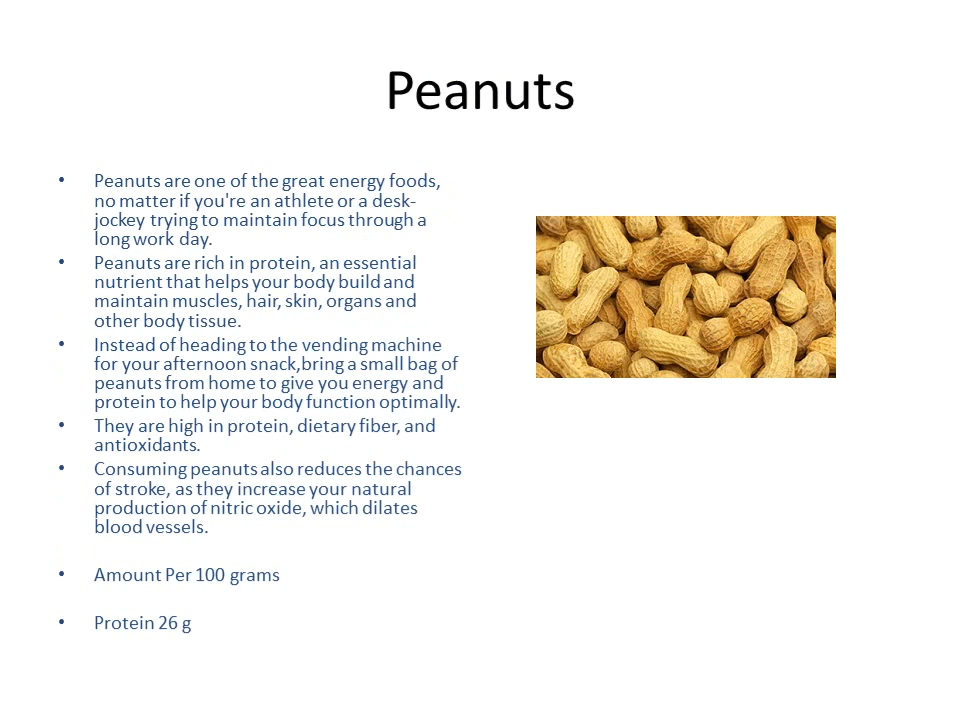 Peanuts
• Peanuts are one of the great energy foods,
no matter if you're an athlete or a desk-
jockey trying to maintain focus through a
long work day.
• Peanuts are rich in protein, an essential
nutrient that helps your body build and
maintain muscles, hair, skin, organs and
other body tissue.
• Instead of heading to the vending machine
for your afternoon snack,bring a small bag of
peanuts from home to give you energy and
protein to help your body function optimally.
• They are high in protein, dietary fiber, and
antioxidants.
• Consuming peanuts also reduces the chances
of stroke, as they increase your natural
production of nitric oxide, which dilates
blood vessels.
• Amount Per 100 grams
• Protein 26 g